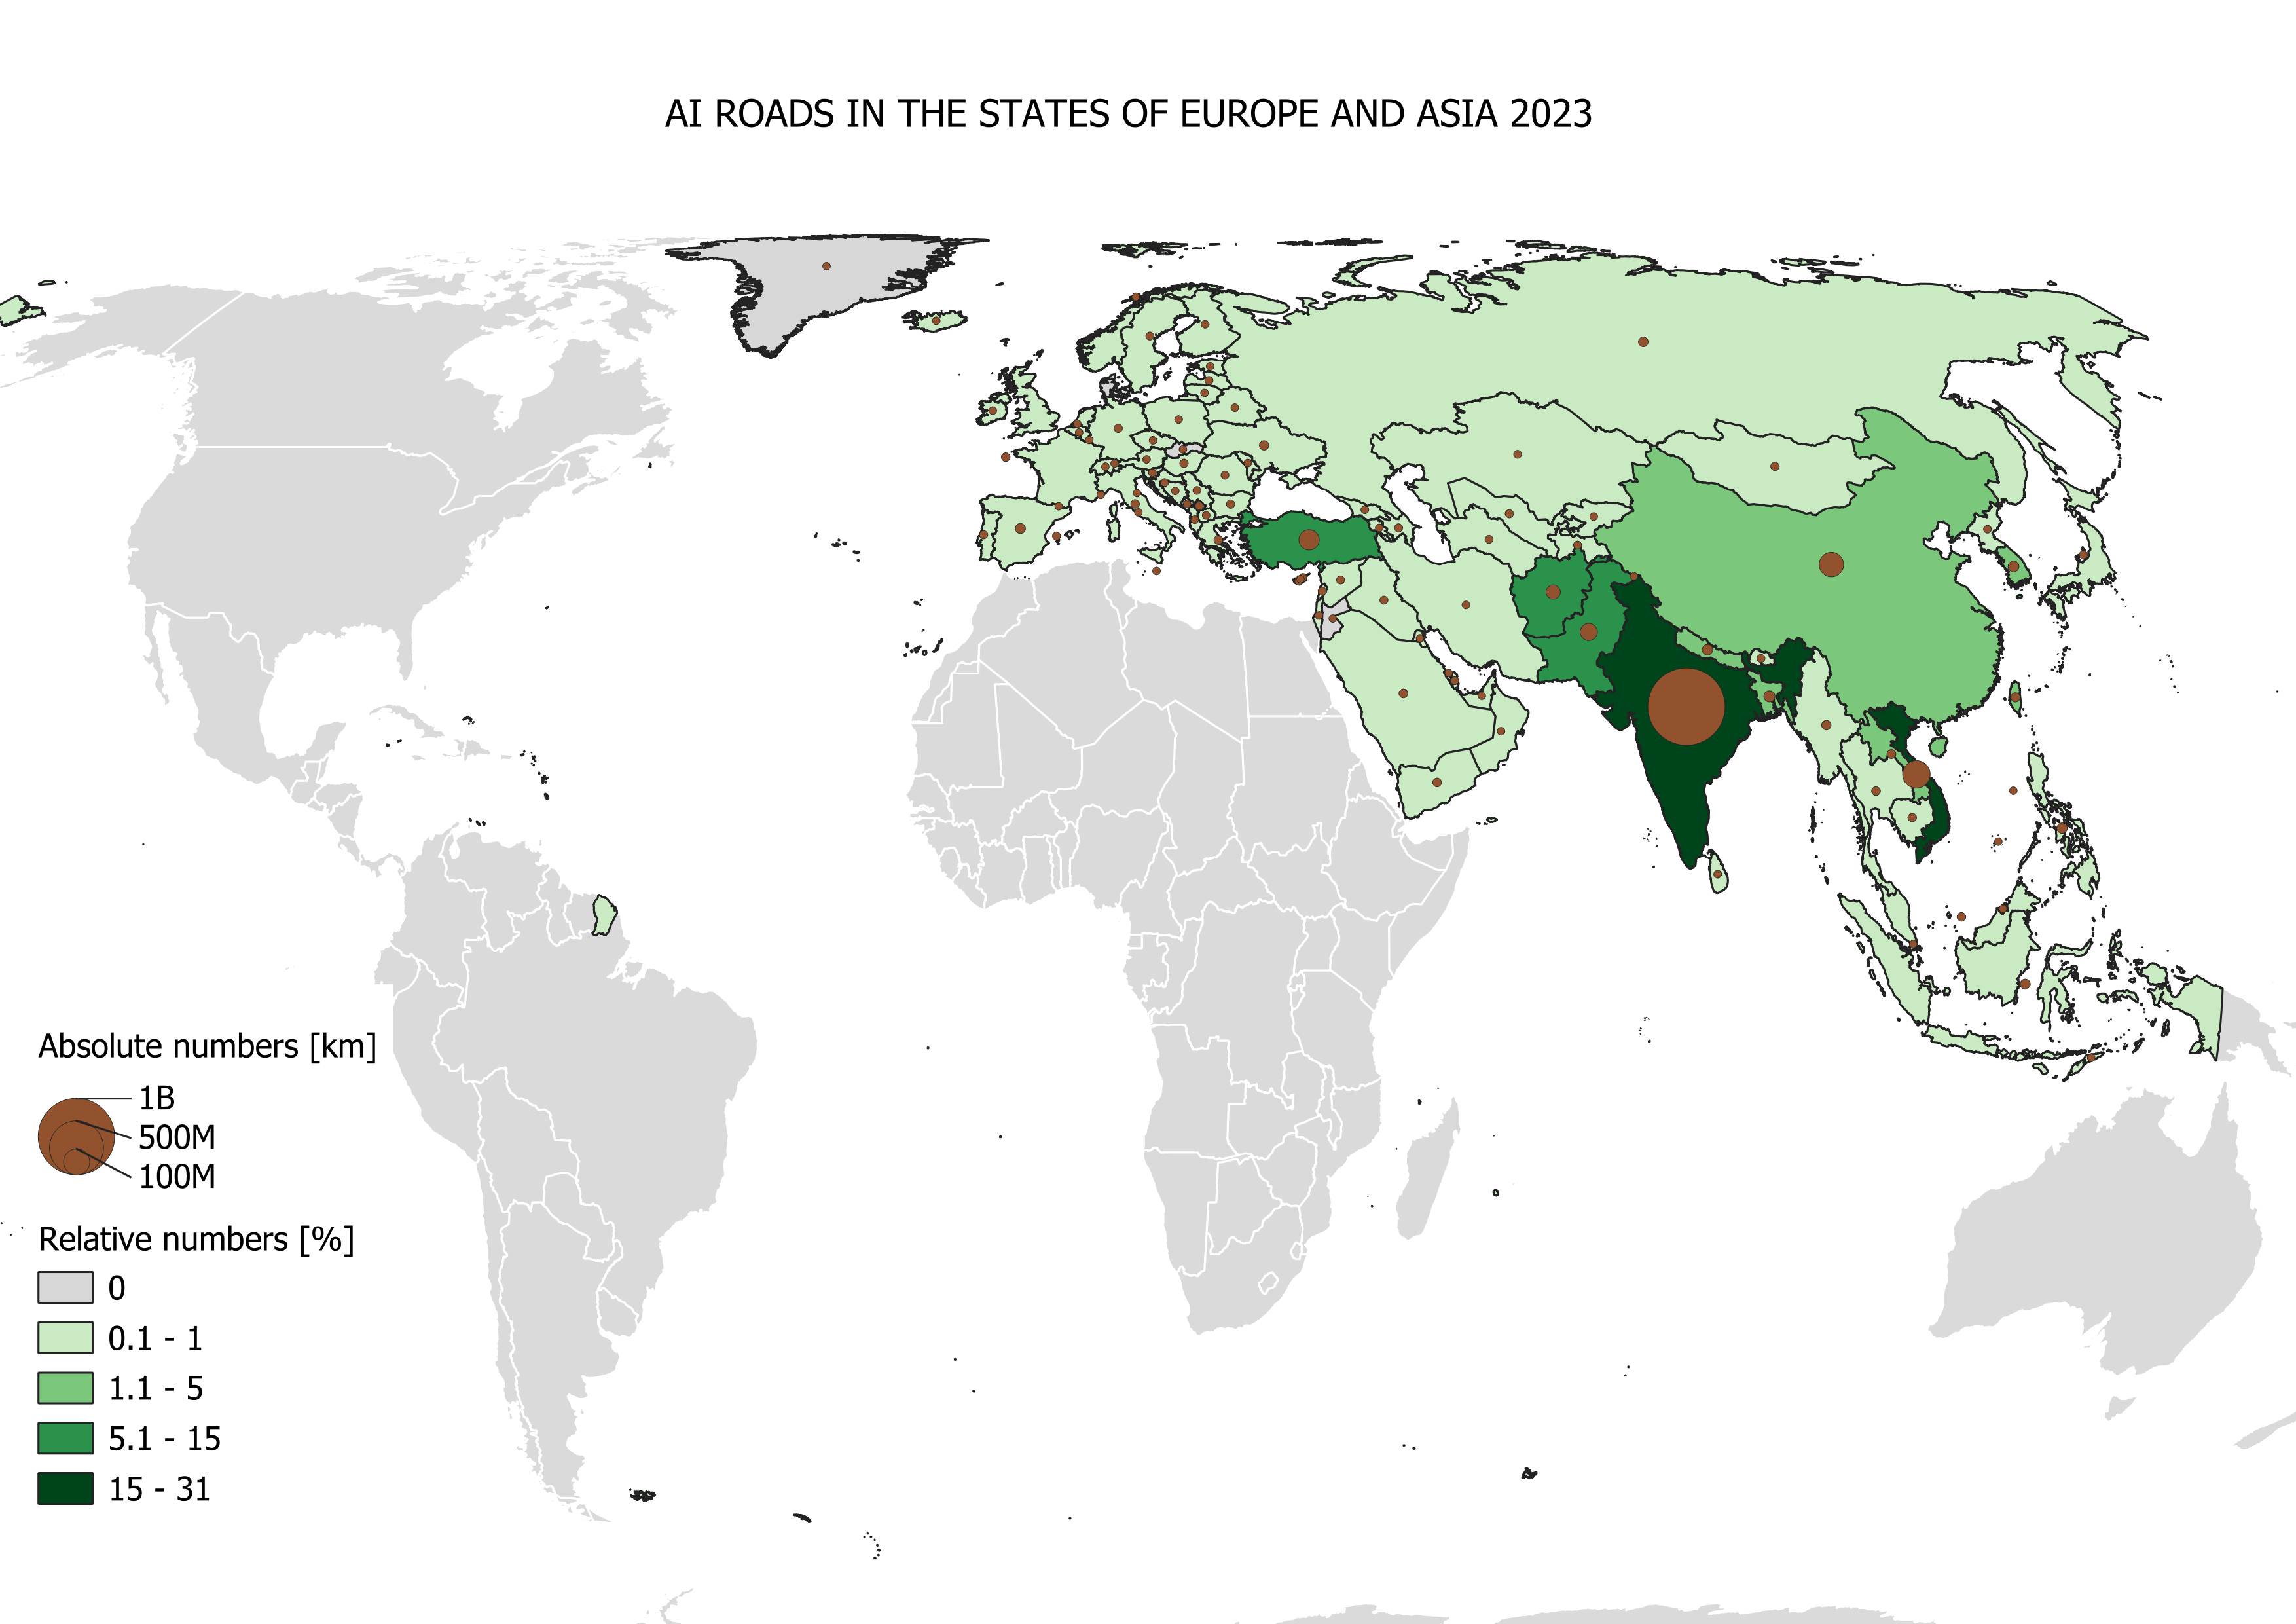 AI ROADS IN THE STATES OF EUROPE AND ASIA 2023
Absolute numbers [km]
1B
500M
100M
Relative numbers [%]
0
0.1 - 1
1.1 - 5
5.1 - 15
15 - 31